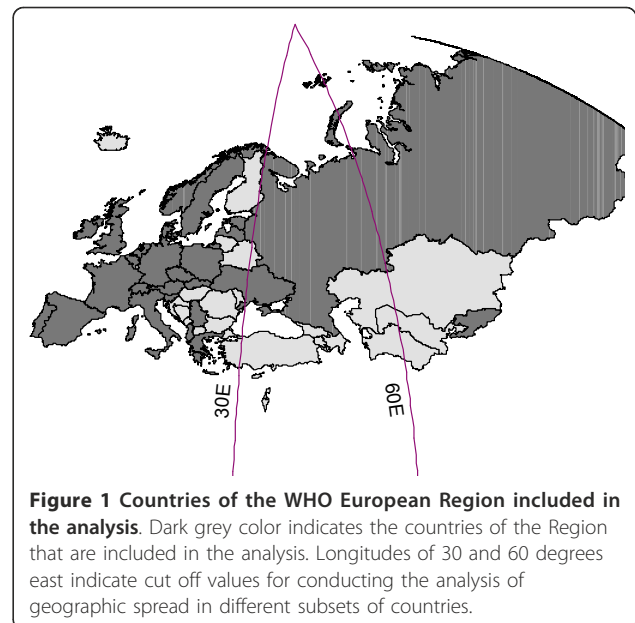 30E
60E
Figure 1 Countries of the WHO European Region included in
the analysis. Dark grey color indicates the countries of the Region
that are included in the analysis. Longitudes of 30 and 60 degrees
east indicate cut off values for conducting the analysis of
geographic spread in different subsets of countries.